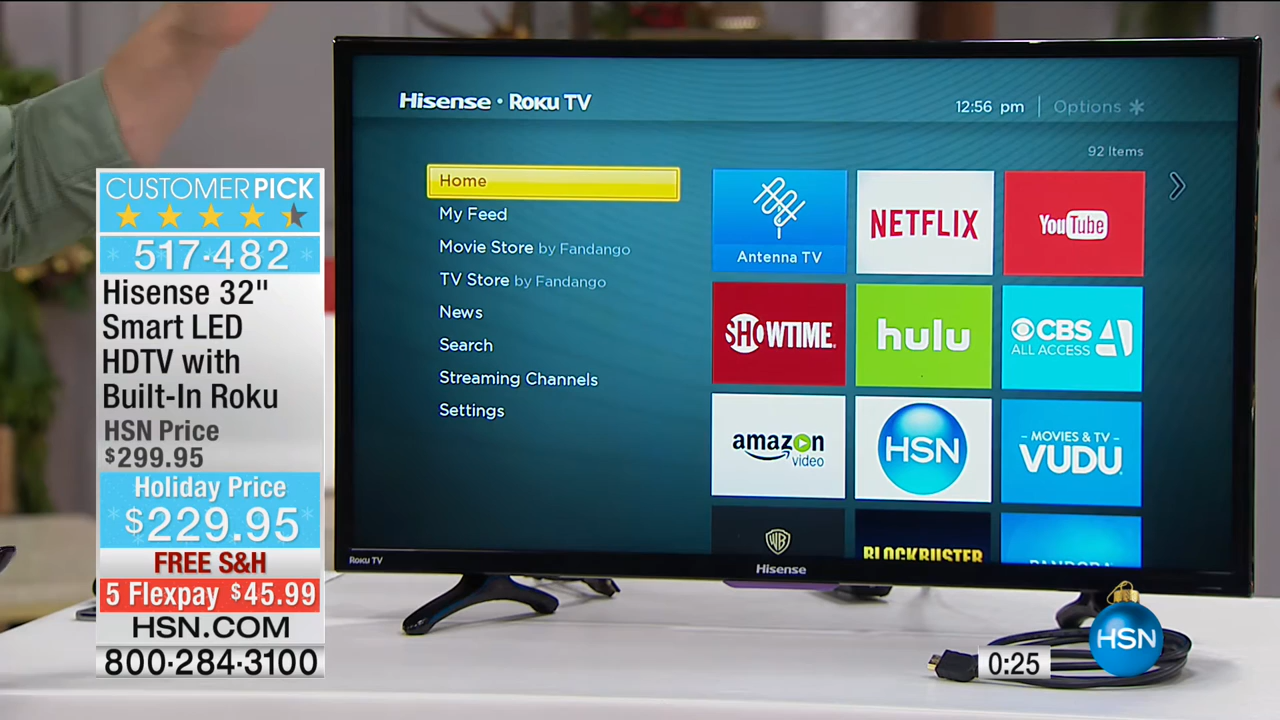 CUSTOMER PICK
517-482
Hisense 32"
Smart LED
HDTV with
Built-In Roku
HSN Price
$299.95
Holiday Price
$229.95
FREE S&H
5 Flexpay $45.99
HSN.COM
800-284-3100
Hisense • Roku TV
12:56 pm | Options
92 Items
Home
My Feed
Movie Store by Fandango
TV Store by Fandango
News
Search
Streaming Channels
Settings
Antenna TV
NETFLIX
YouTube
SHOWTIME.
hulu
CBS
ALL ACCESS
amazon
video
HSN
– MOVIES & TV –
VUDU
WB
BLOCKBUSTER
PANDORA
Roku TV
Hisense
0:25
HSN